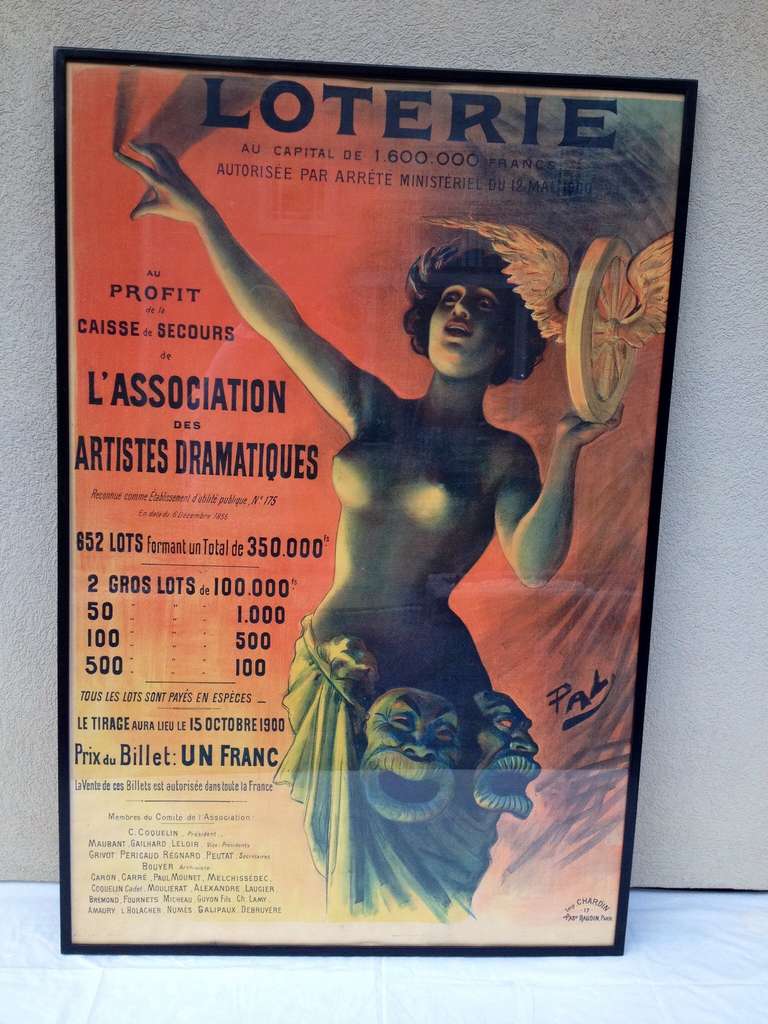 LOTERIE
AU CAPITAL DE 1.600.000 FRANCS
AUTORISÉE PAR ARRÊTE MINISTÉRIEL DU 12 MAI 1900
AU
PROFIT
de la
CAISSE de SECOURS
de
L'ASSOCIATION
DES
ARTISTES DRAMATIQUES
Reconnue comme Établissement d'utilité publique, N° 175
En date du 6 Décembre 1855
652 LOTS formant un Total de 350.000 fs
2 GROS LOTS de 100.000 fs
50 " " 1.000
100 " " 500
500 " " 100
TOUS LES LOTS SONT PAYÉS EN ESPÈCES
LE TIRAGE AURA LIEU LE 15 OCTOBRE 1900
Prix du Billet: UN FRANC
La Vente de ces Billets est autorisée dans toute la France
PAL
Membres du Comité de l'Association:
C. COQUELIN, Président.
MAUBANT, GAILHARD, LELOIR, Vice-Présidents
GRIVOT, PERICAUD, REGNARD, PEUTAT, Secrétaires
BOUYER Archiviste
CARON, CARRÉ, PAUL MOUNET, MELCHISSÉDEC,
COQUELIN Cadet, MOULIERAT, ALEXANDRE, LAUGIER,
BREMOND, FOURNETS, MICHEAU, GUYON Fils, CH. LAMY,
AMAURY, L. BOLACHER, NUMÈS, GALIPAUX, DEBRUYÈRE
Imp. CHARDIN
17
PARIS